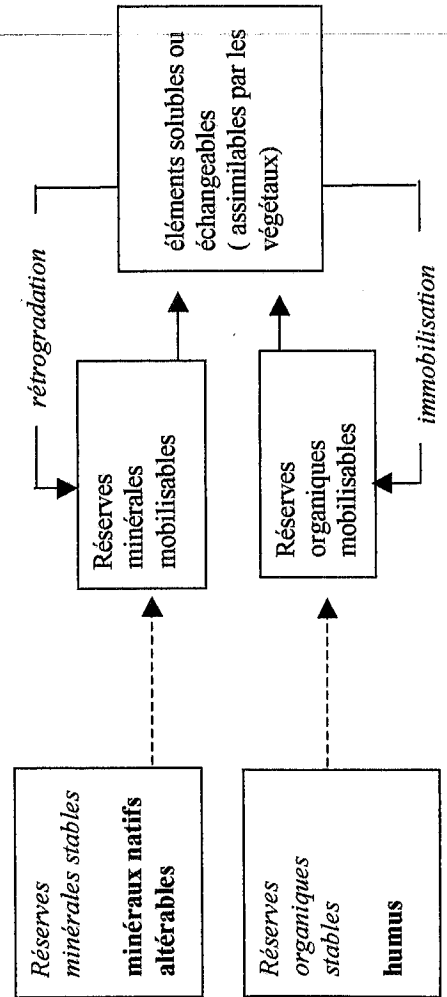 Réserves
minérales stables
minéraux natifs
altérables
Réserves
organiques
stables
humus
Réserves
minérales
mobilisables
Réserves
organiques
mobilisables
rétrogradation
immobilisation
éléments solubles ou
échangeables
( assimilables par les
végétaux)